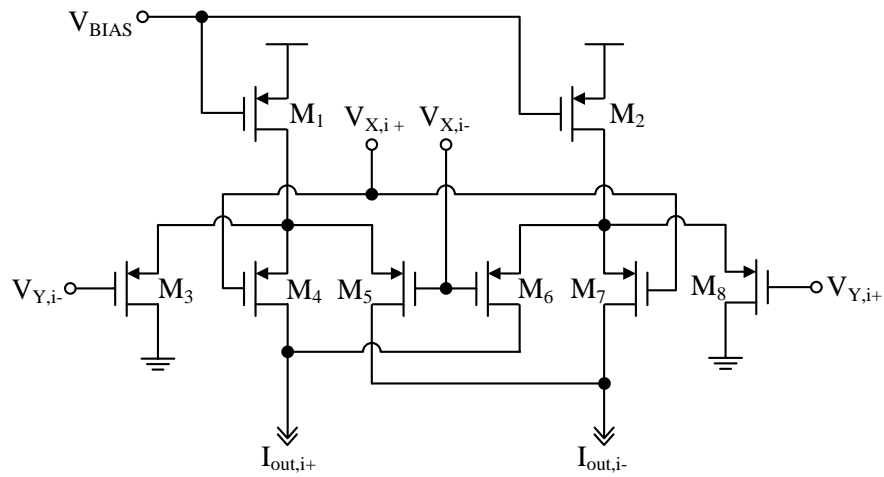 V_BIAS
M_1
V_X,i+
V_X,i-
M_2
V_Y,i-
M_3
M_4
M_5
M_6
M_7
M_8
V_Y,i+
I_out,i+
I_out,i-